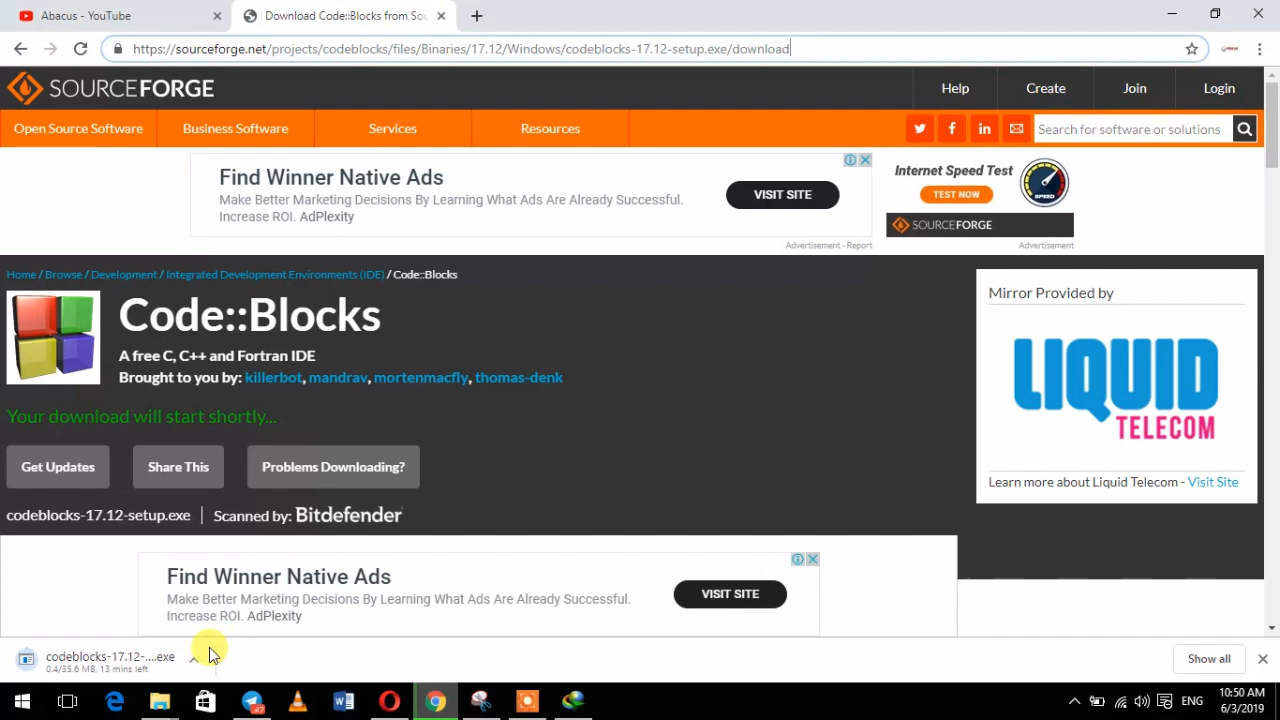 Abacus - YouTube
Download Code::Blocks from Sou
https://sourceforge.net/projects/codeblocks/files/Binaries/17.12/Windows/codeblocks-17.12-setup.exe/download
SOURCEFORGE
Help
Create
Join
Login
Open Source Software
Business Software
Services
Resources
Search for software or solutions
Find Winner Native Ads
Make Better Marketing Decisions By Learning What Ads Are Already Successful.
Increase ROI. AdPlexity
VISIT SITE
Advertisement - Report
Internet Speed Test
TEST NOW
SPEED
SOURCEFORGE
Advertisement
Home / Browse / Development / Integrated Development Environments (IDE) / Code::Blocks
Code::Blocks
A free C, C++ and Fortran IDE
Brought to you by: killerbot, mandrav, mortenmacfly, thomas-denk
Your download will start shortly...
Get Updates
Share This
Problems Downloading?
codeblocks-17.12-setup.exe
Scanned by: Bitdefender
Mirror Provided by
LIQUID
TELECOM
Learn more about Liquid Telecom - Visit Site
Find Winner Native Ads
Make Better Marketing Decisions By Learning What Ads Are Already Successful.
Increase ROI. AdPlexity
VISIT SITE
codeblocks-17.12-....exe
0.4/35.6 MB, 13 mins left
Show all
47
ENG
10:50 AM
6/3/2019